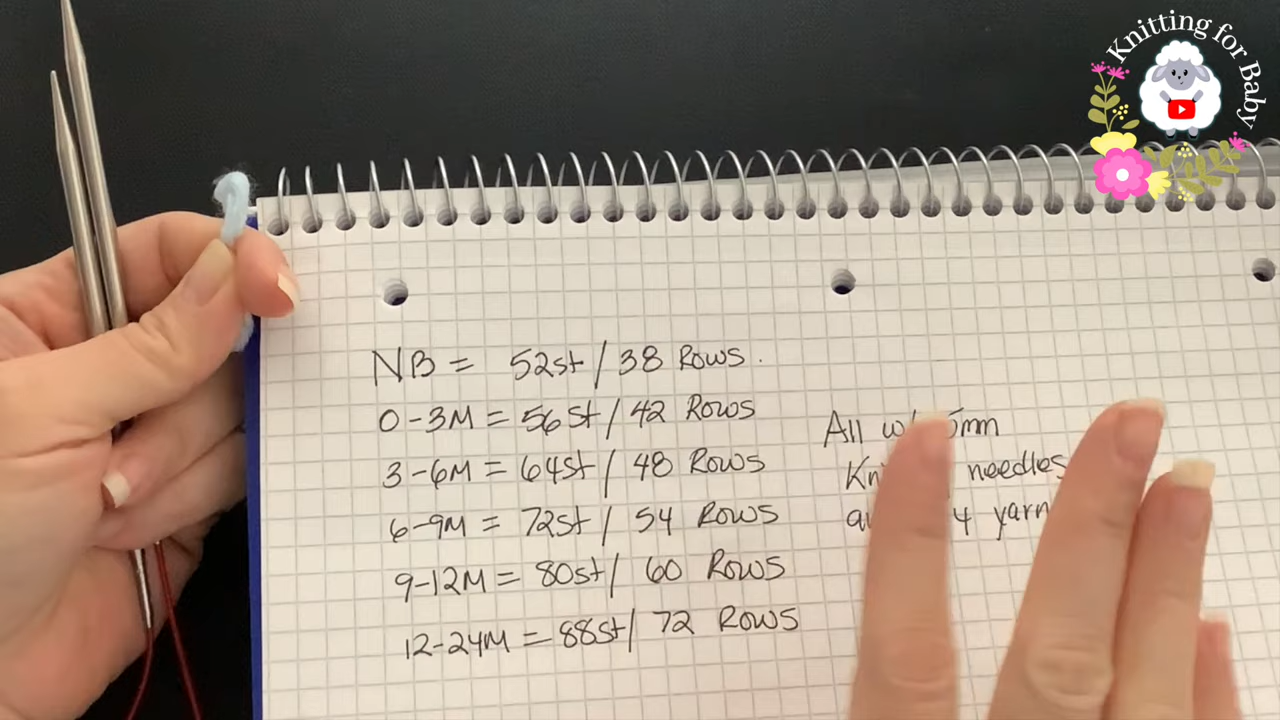 Knitting for Baby
NB = 52st / 38 Rows.
0-3M = 56st / 42 Rows
3-6M = 64st / 48 Rows
6-9M = 72st / 54 Rows
9-12M = 80st / 60 Rows
12-24M = 88st / 72 Rows
All 5mm
needles
4 yarn